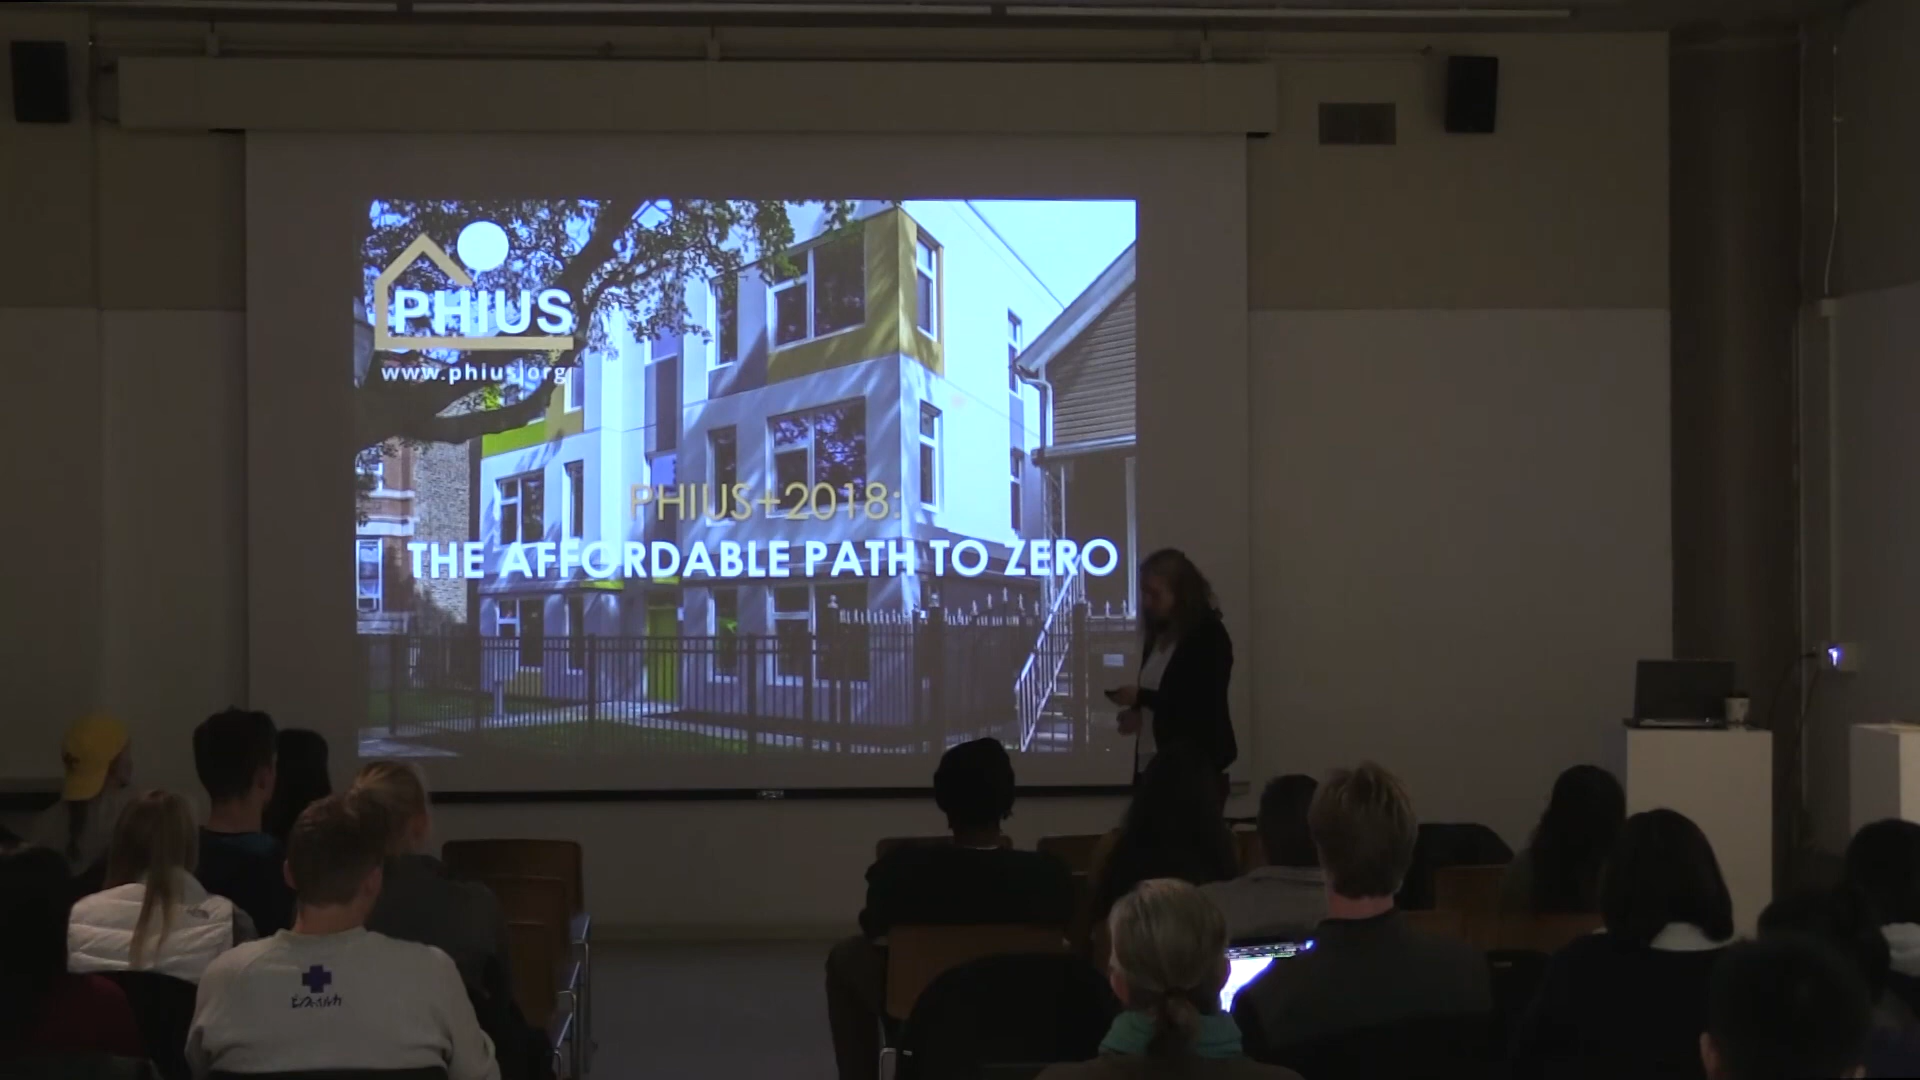 PHIUS
www.phius.org
PHIUS+2018:
THE AFFORDABLE PATH TO ZERO